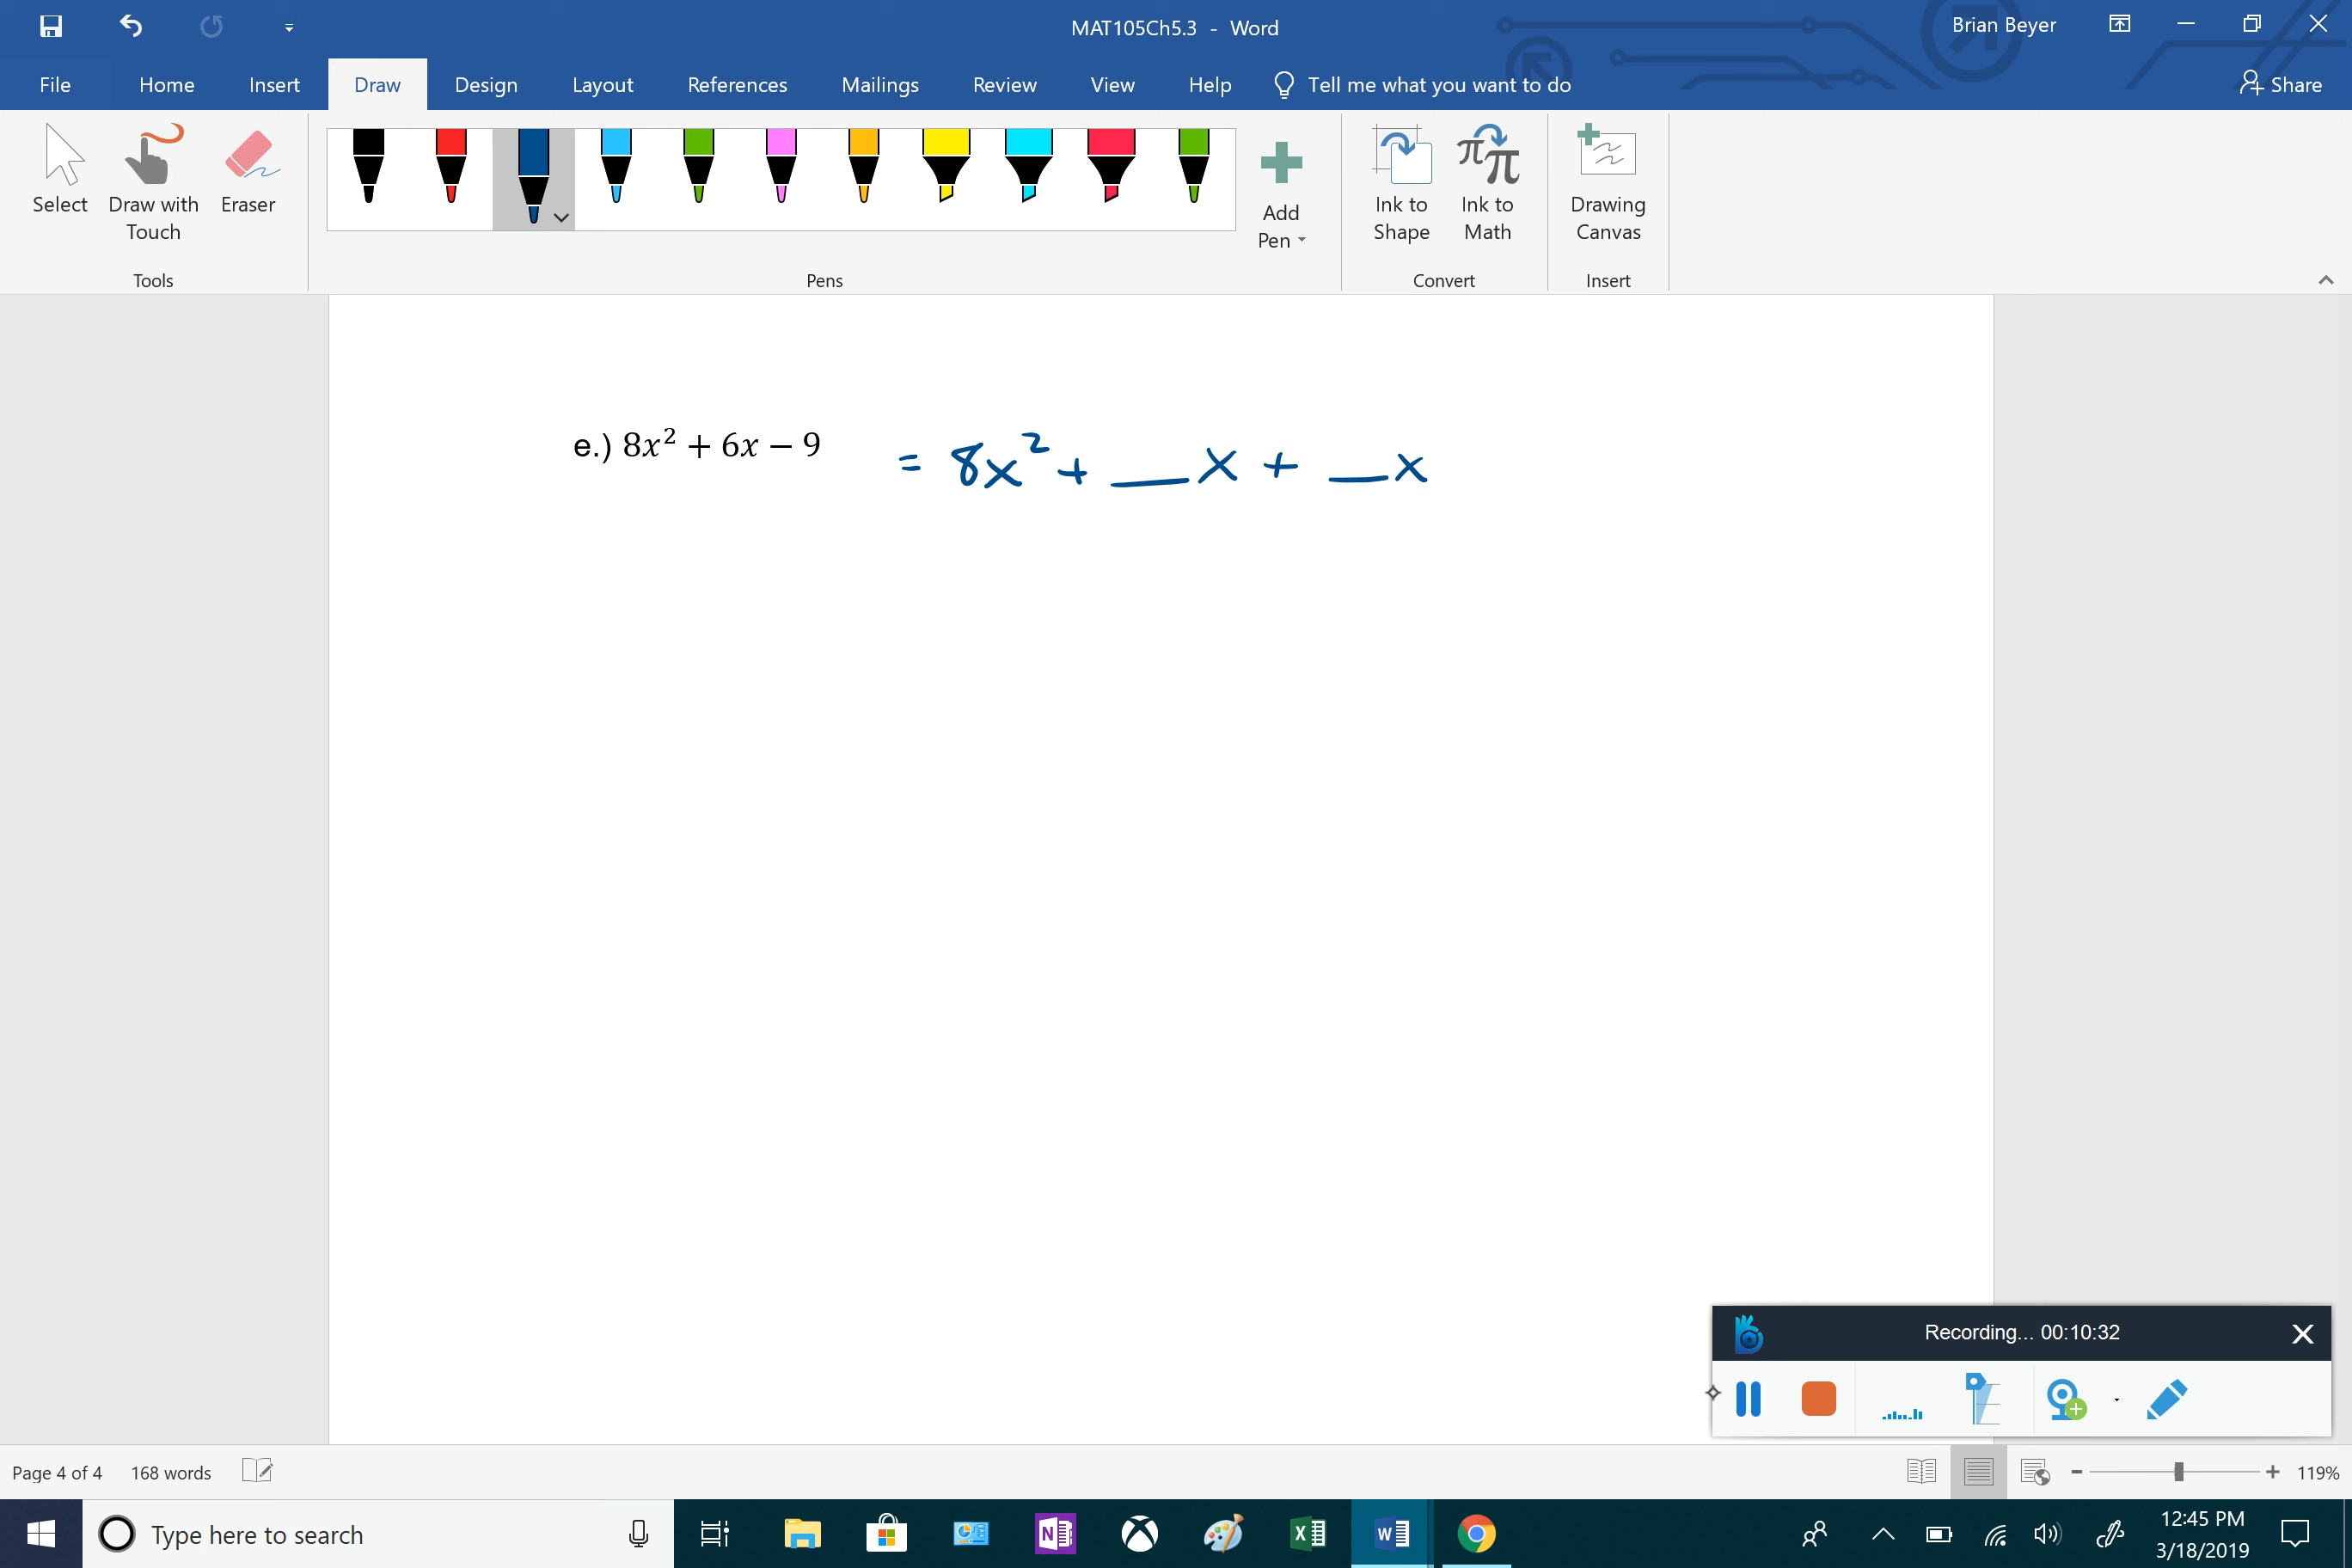 MAT105Ch5.3 - Word
Brian Beyer
File Home Insert Draw Design Layout References Mailings Review View Help Tell me what you want to do Share
Select Draw with Touch Eraser
Add Pen
Ink to Shape
Ink to Math
Drawing Canvas
Tools Pens Convert Insert
e.) 8x² + 6x − 9 = 8x² + __x + __x
Recording... 00:10:32
Page 4 of 4 168 words 119%
Type here to search
12:45 PM
3/18/2019